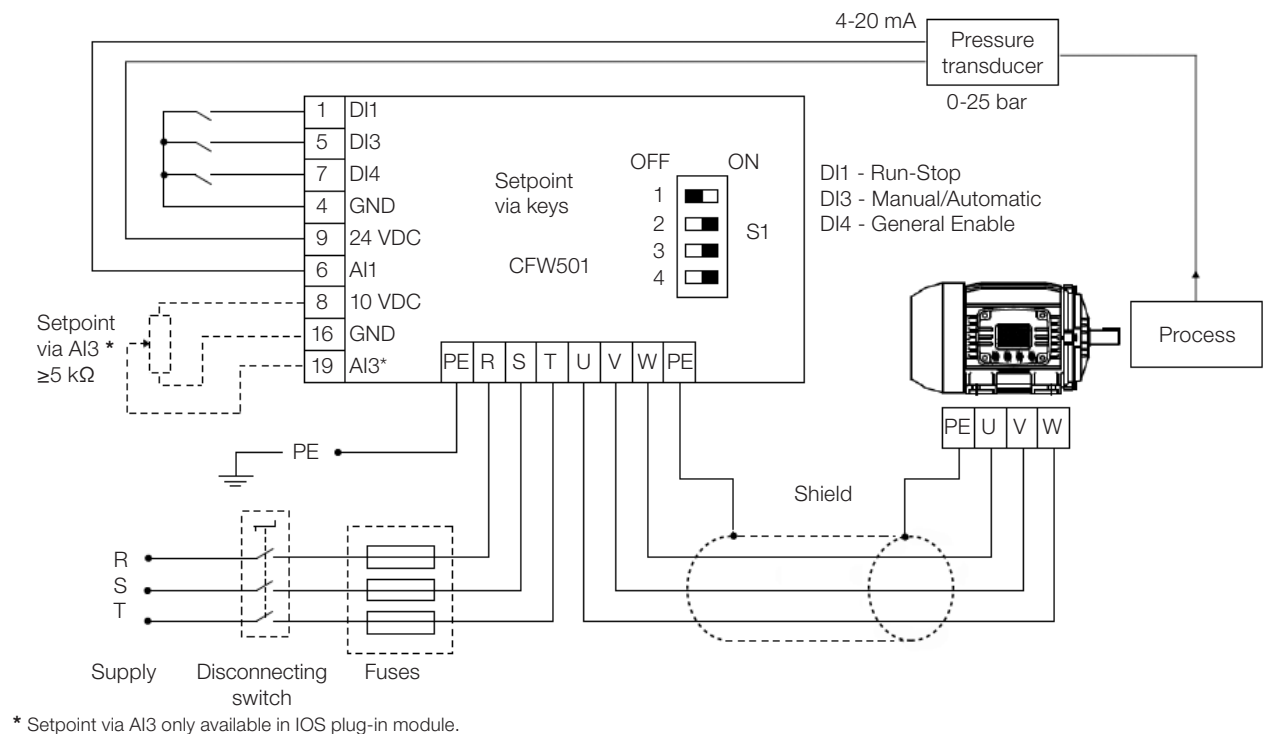 4-20 mA
Pressure
transducer
0-25 bar
1 DI1
5 DI3
7 DI4
4 GND
9 24 VDC
6 AI1
8 10 VDC
16 GND
19 AI3*
Setpoint
via keys
CFW501
OFF ON
1
2
3
4
S1
DI1 - Run-Stop
DI3 - Manual/Automatic
DI4 - General Enable
Process
Setpoint
via AI3 *
≥5 kΩ
PE R S T U V W PE
PE U V W
PE
Shield
R
S
T
Supply
Disconnecting
switch
Fuses
* Setpoint via AI3 only available in IOS plug-in module.